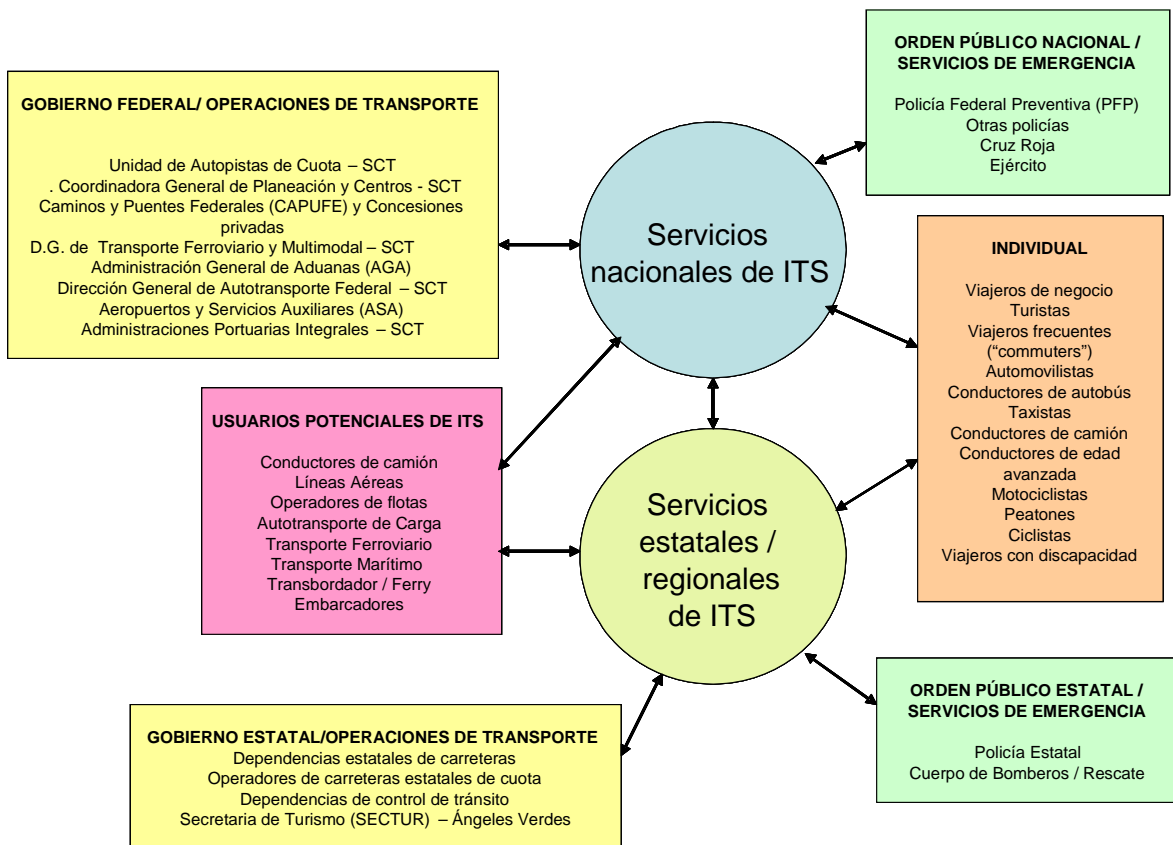 GOBIERNO FEDERAL/ OPERACIONES DE TRANSPORTE
Unidad de Autopistas de Cuota – SCT
. Coordinadora General de Planeación y Centros - SCT
Caminos y Puentes Federales (CAPUFE) y Concesiones
privadas
D.G. de Transporte Ferroviario y Multimodal – SCT
Administración General de Aduanas (AGA)
Dirección General de Autotransporte Federal – SCT
Aeropuertos y Servicios Auxiliares (ASA)
Administraciones Portuarias Integrales – SCT
Servicios
nacionales de ITS
ORDEN PÚBLICO NACIONAL /
SERVICIOS DE EMERGENCIA
Policía Federal Preventiva (PFP)
Otras policías
Cruz Roja
Ejército
INDIVIDUAL
Viajeros de negocio
Turistas
Viajeros frecuentes
(“commuters”)
Automovilistas
Conductores de autobús
Taxistas
Conductores de camión
Conductores de edad
avanzada
Motociclistas
Peatones
Ciclistas
Viajeros con discapacidad
USUARIOS POTENCIALES DE ITS
Conductores de camión
Líneas Aéreas
Operadores de flotas
Autotransporte de Carga
Transporte Ferroviario
Transporte Marítimo
Transbordador / Ferry
Embarcadores
Servicios
estatales /
regionales
de ITS
GOBIERNO ESTATAL/OPERACIONES DE TRANSPORTE
Dependencias estatales de carreteras
Operadores de carreteras estatales de cuota
Dependencias de control de tránsito
Secretaria de Turismo (SECTUR) – Ángeles Verdes
ORDEN PÚBLICO ESTATAL /
SERVICIOS DE EMERGENCIA
Policía Estatal
Cuerpo de Bomberos / Rescate